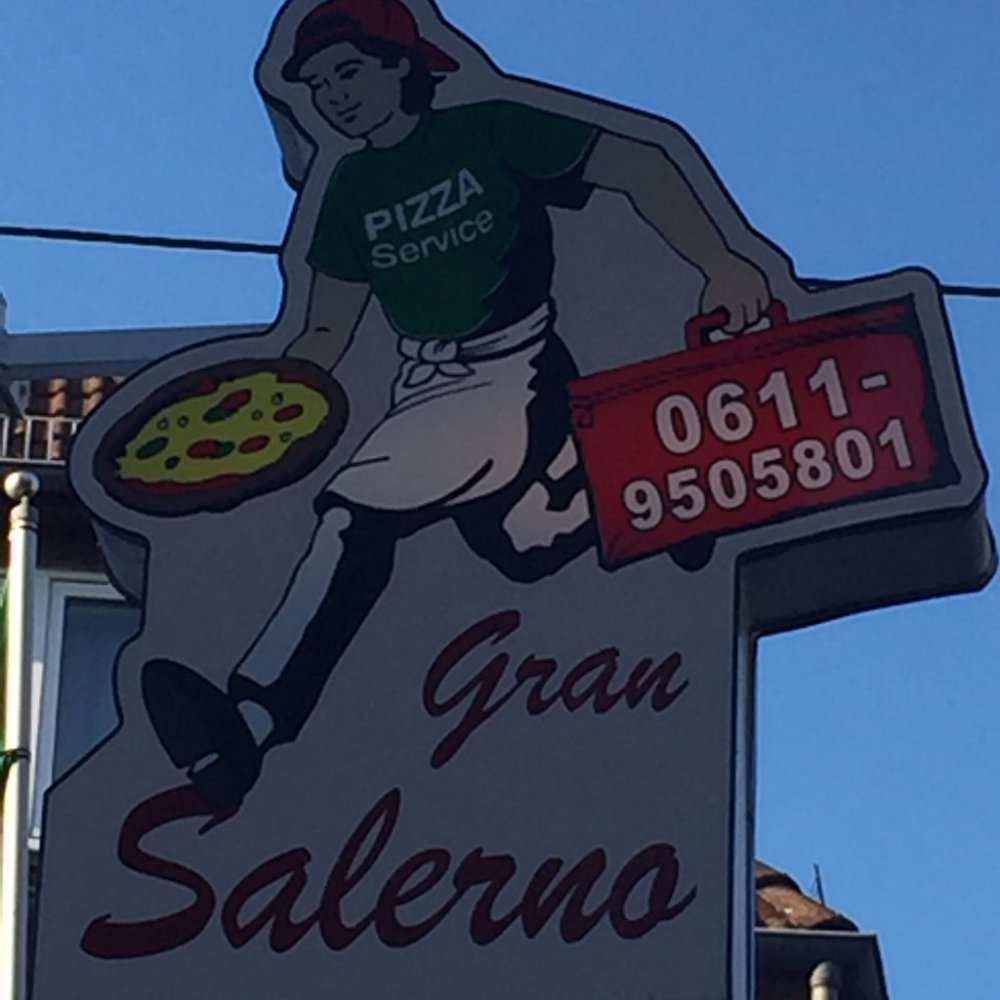 PIZZA
Service
0611-
9505801
Gran
Salerno